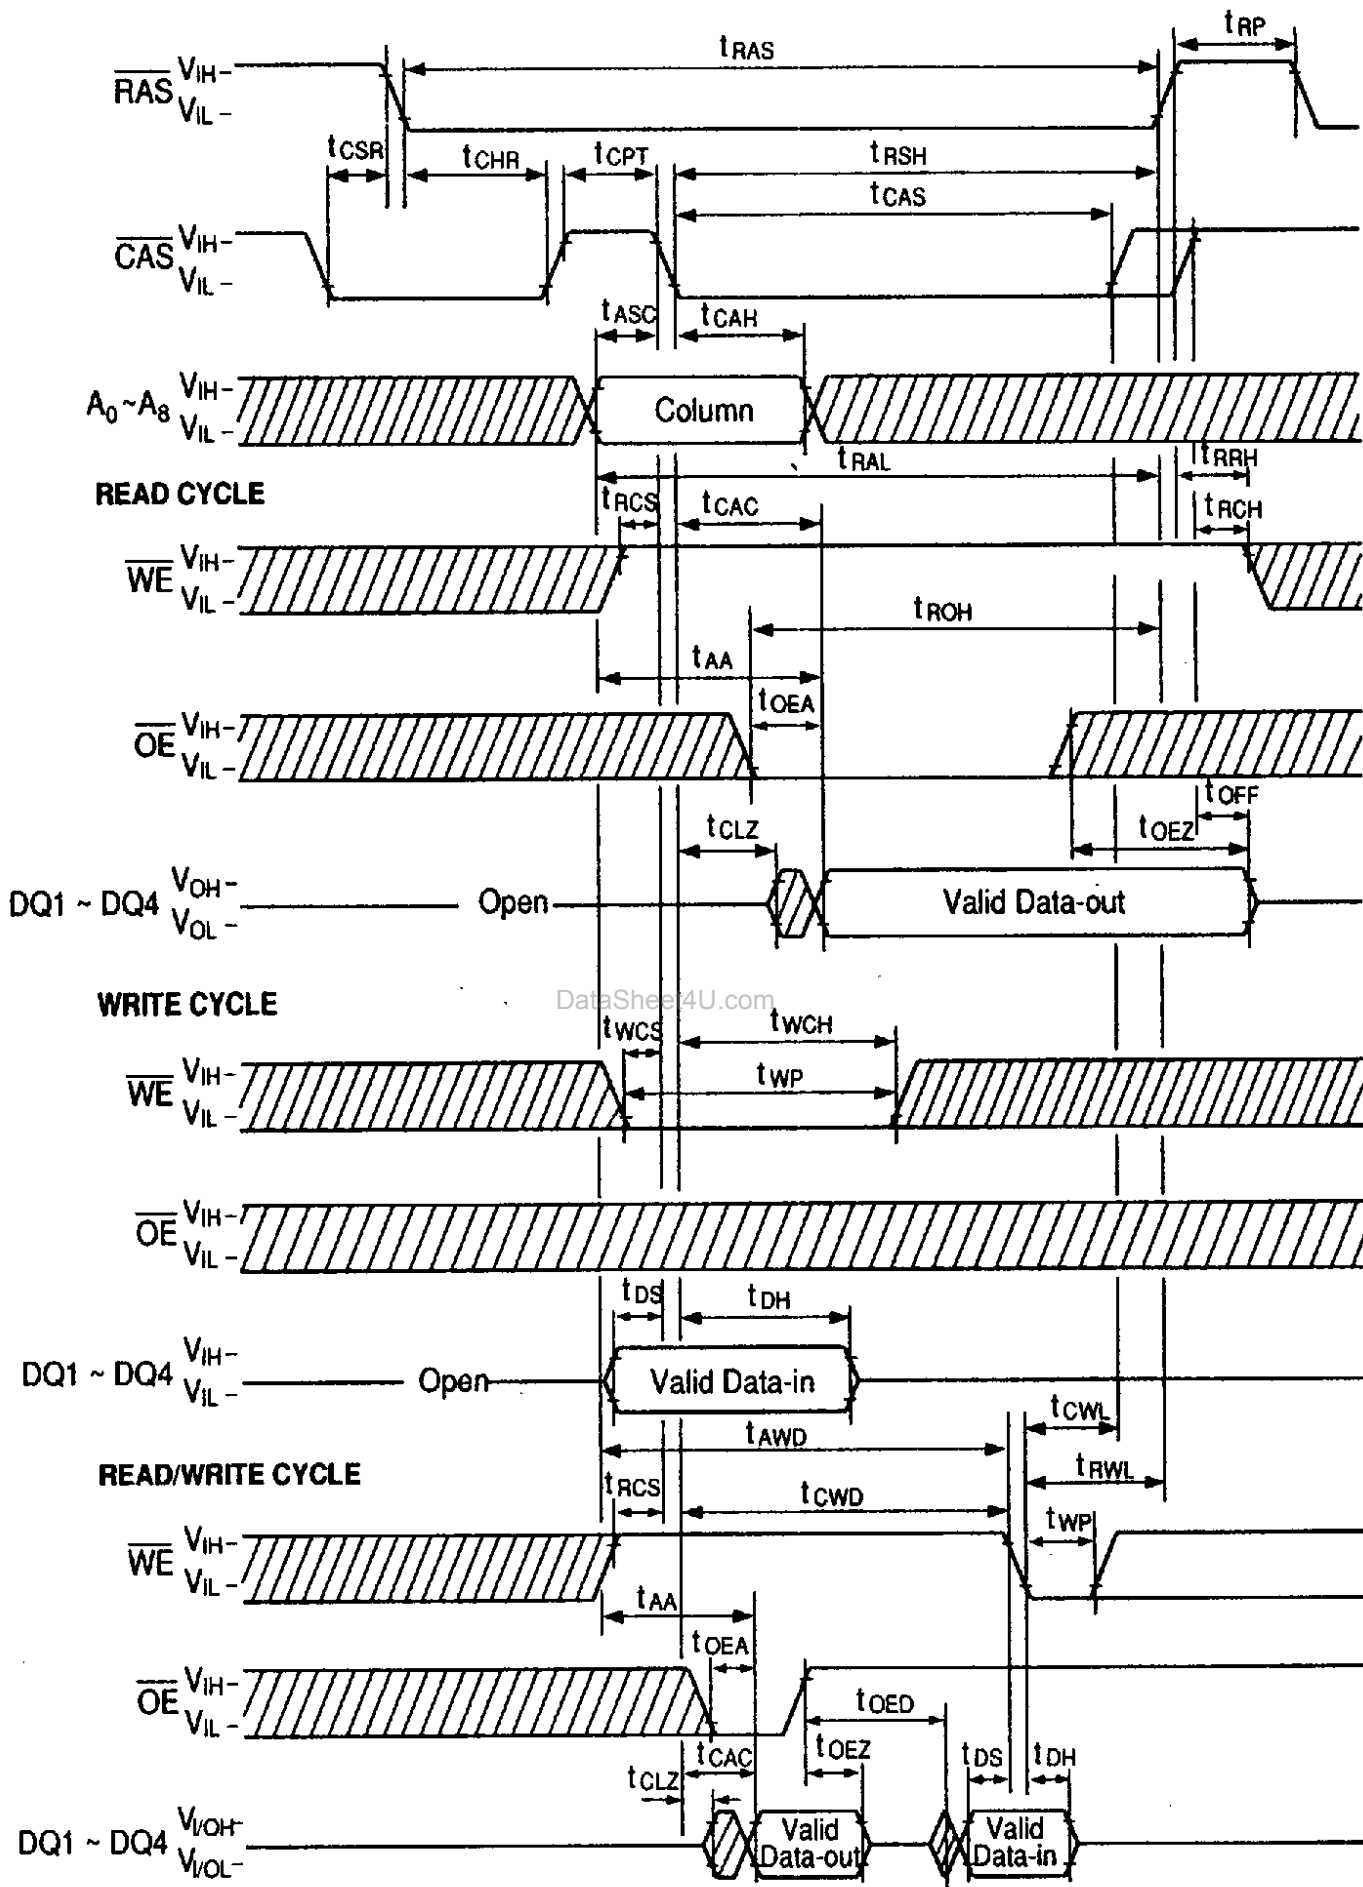 tRP
tRAS
RAS VIH
VIL
tCSR tCHR tCPT tRSH
tCAS
CAS VIH
VIL
tASC tCAH
A0 ~A8 VIH
VIL
Column
tRAL tRRH
READ CYCLE
tRCS tCAC tRCH
WE VIH
VIL
tROH
tAA
tOEA
OE VIH
VIL
tOFF
tCLZ tOEZ
DQ1 ~ DQ4 VOH
VOL
Open Valid Data-out
DataSheet4U.com
WRITE CYCLE
tWCS tWCH
tWP
WE VIH
VIL
OE VIH
VIL
tDS tDH
DQ1 ~ DQ4 VIH
VIL
Open Valid Data-in
tCWL
tAWD
READ/WRITE CYCLE
tRWL
tRCS tCWD
tWP
WE VIH
VIL
tAA
tOEA
OE VIH
VIL
tOED
tCAC tOEZ tDS tDH
tCLZ
DQ1 ~ DQ4 VI/OH
VI/OL
Valid
Data-out
Valid
Data-in